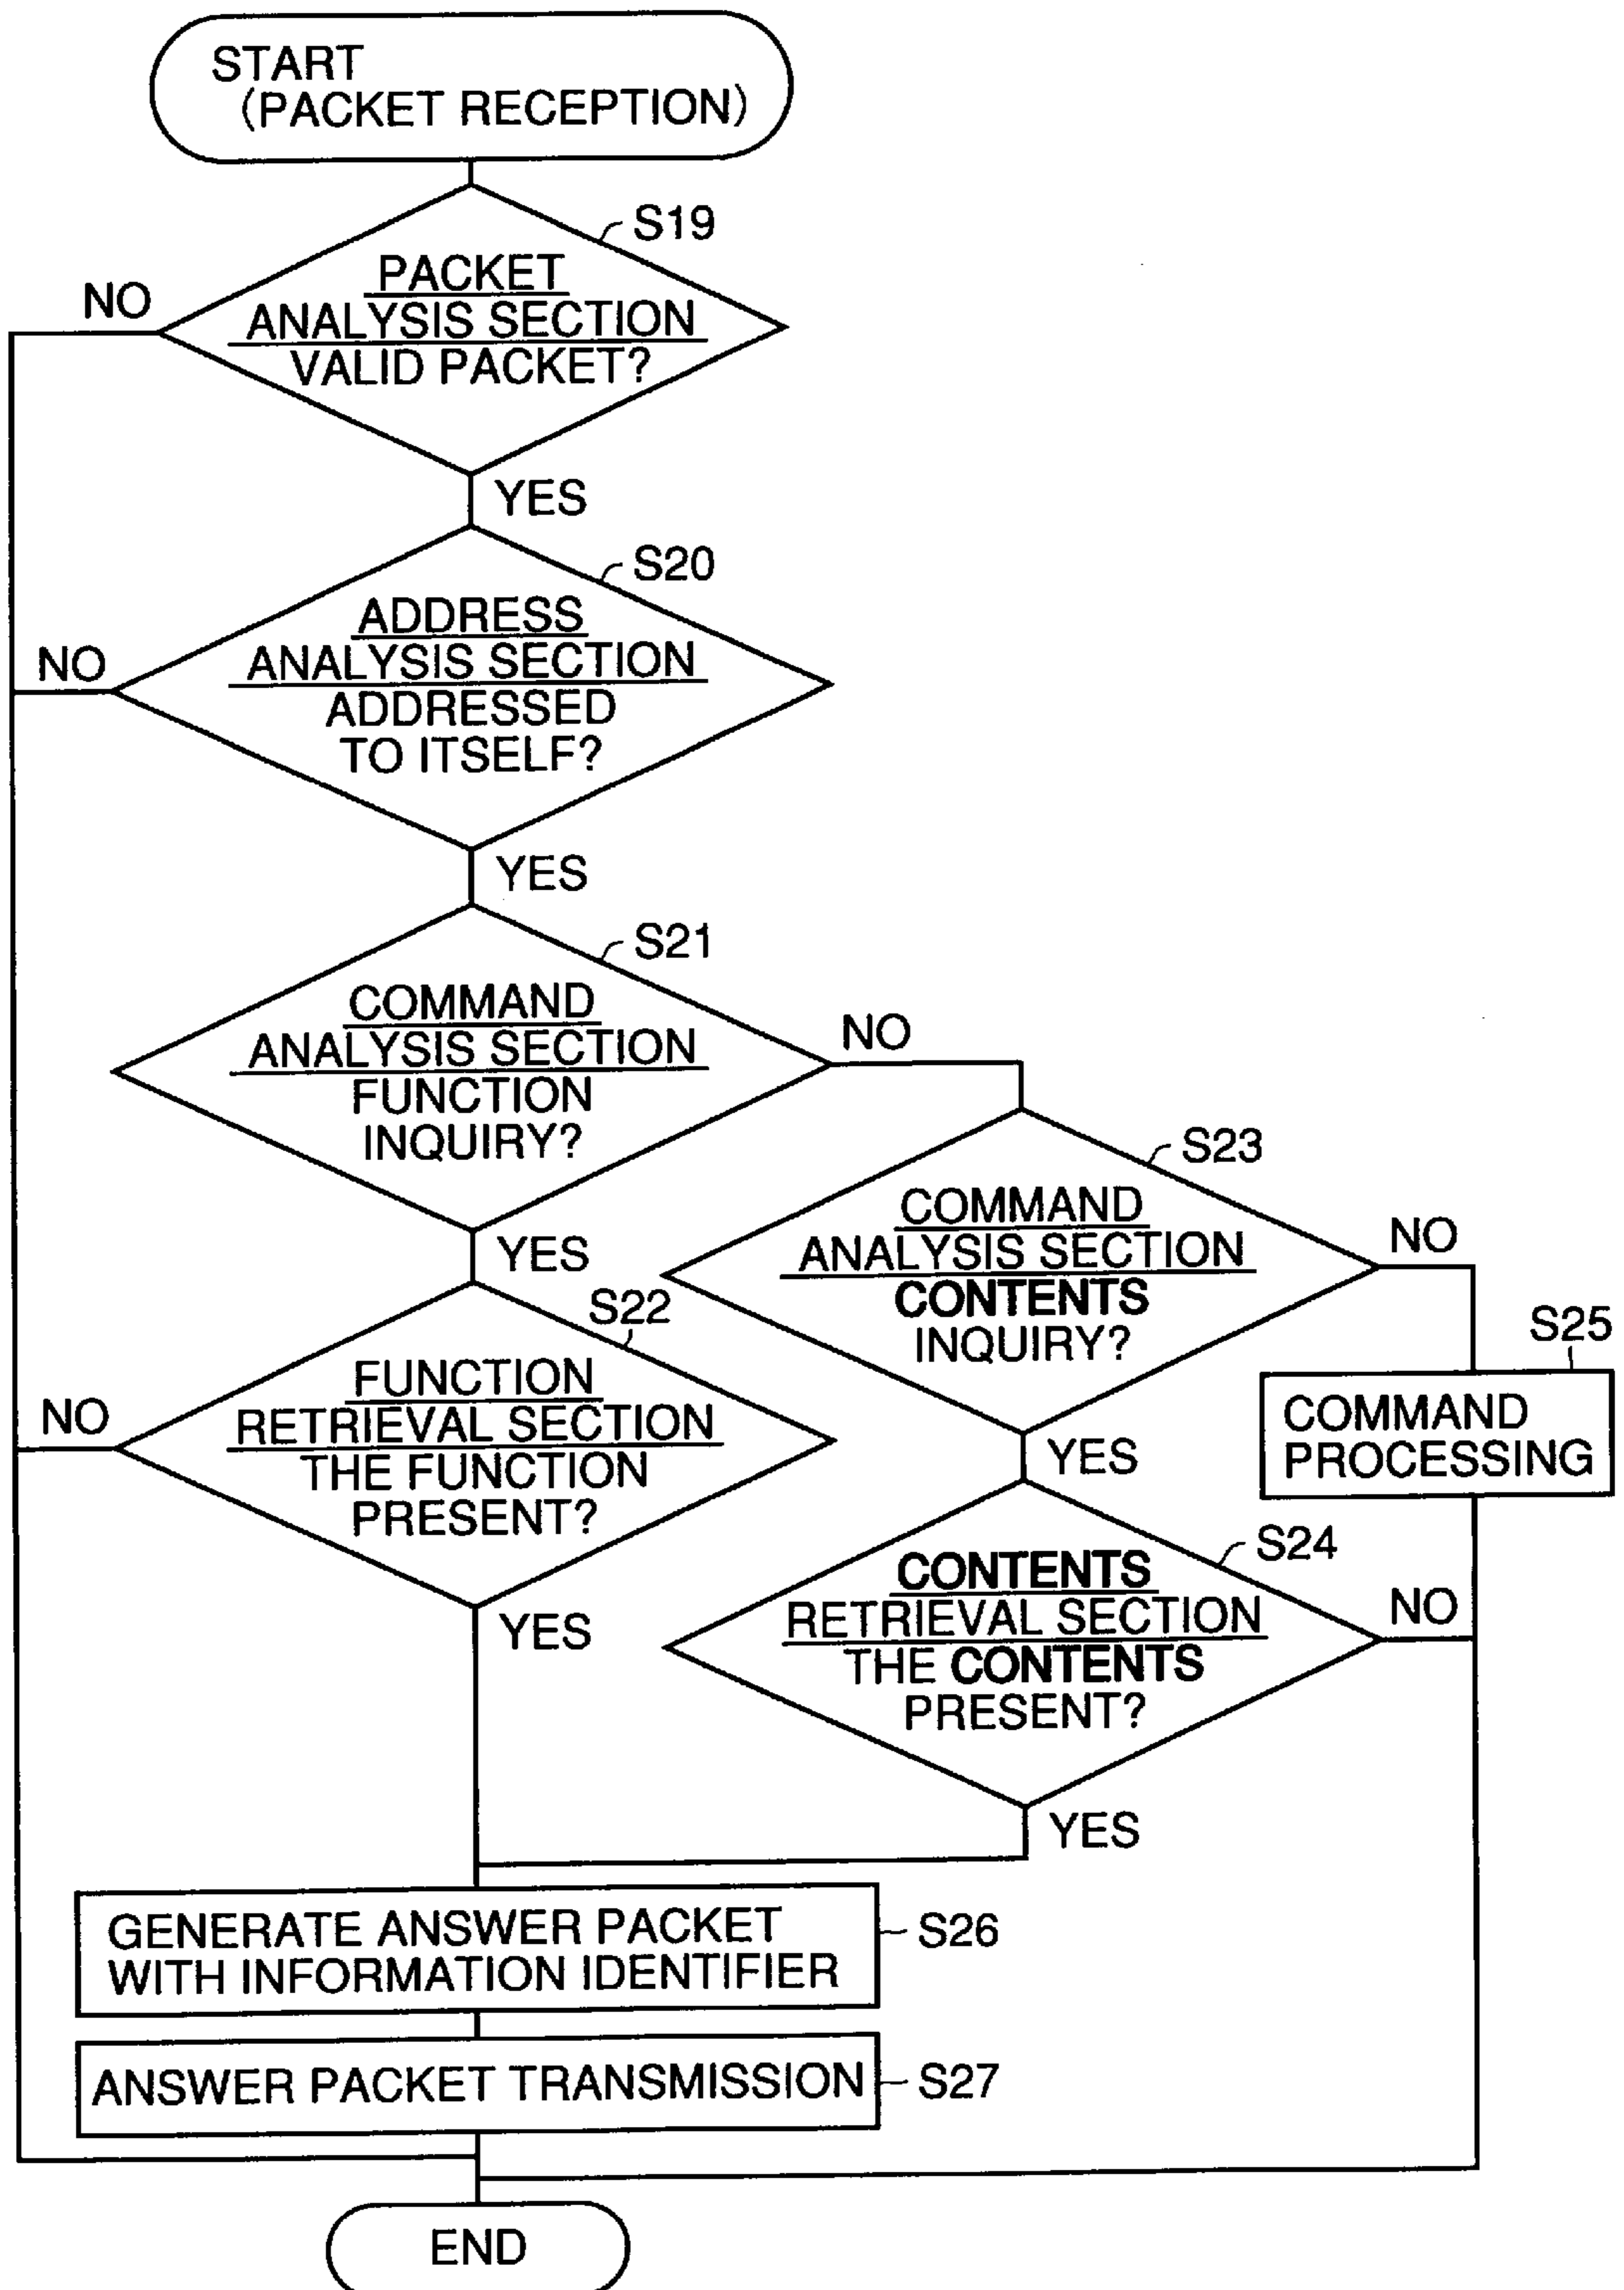 START
(PACKET RECEPTION)
S19
PACKET
ANALYSIS SECTION
VALID PACKET?
NO
YES
S20
ADDRESS
ANALYSIS SECTION
ADDRESSED
TO ITSELF?
NO
YES
S21
COMMAND
ANALYSIS SECTION
FUNCTION
INQUIRY?
NO
YES
S23
COMMAND
ANALYSIS SECTION
CONTENTS
INQUIRY?
NO
YES
S22
FUNCTION
RETRIEVAL SECTION
THE FUNCTION
PRESENT?
NO
YES
S25
COMMAND
PROCESSING
S24
CONTENTS
RETRIEVAL SECTION
THE CONTENTS
PRESENT?
NO
YES
GENERATE ANSWER PACKET
WITH INFORMATION IDENTIFIER
S26
ANSWER PACKET TRANSMISSION
S27
END